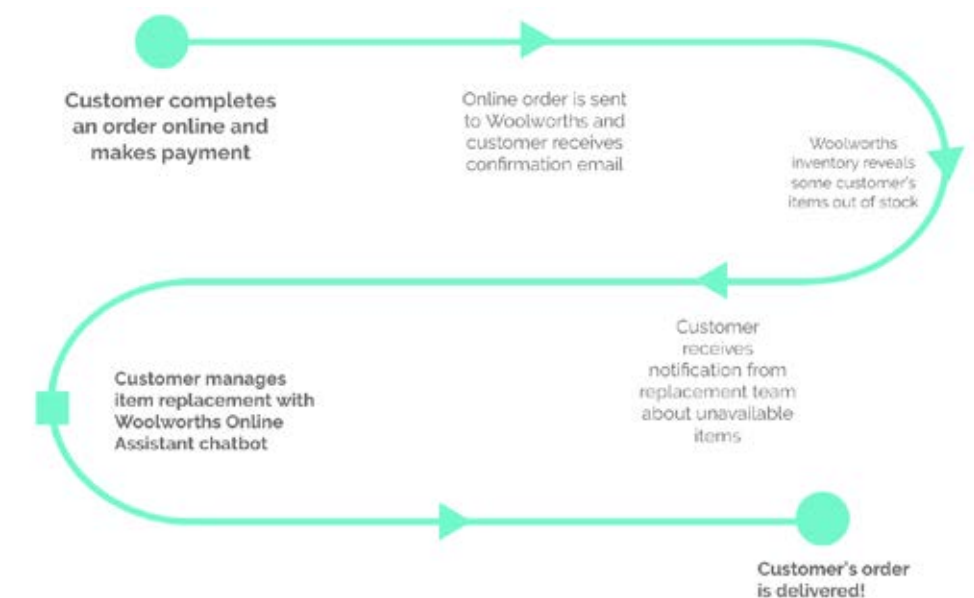 Customer completes
an order online and
makes payment
Online order is sent
to Woolworths and
customer receives
confirmation email
Woolworths
inventory reveals
some customer's
items out of stock
Customer
receives
notification from
replacement team
about unavailable
items
Customer manages
item replacement with
Woolworths Online
Assistant chatbot
Customer's order
is delivered!